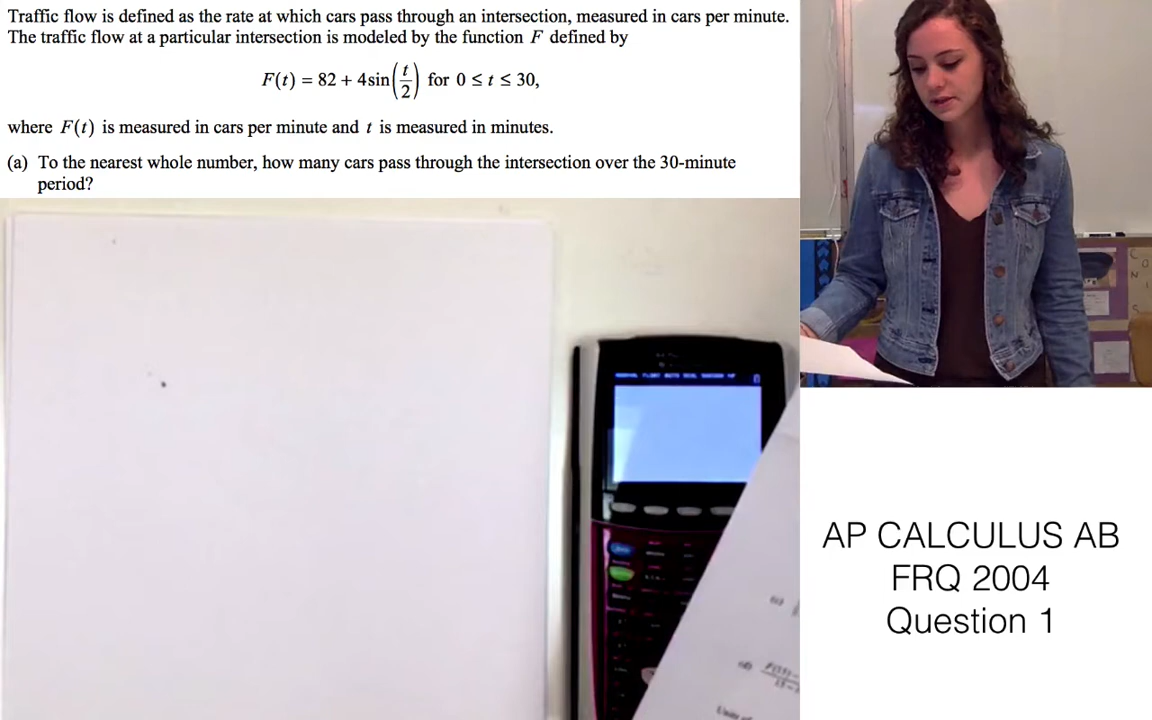 Traffic flow is defined as the rate at which cars pass through an intersection, measured in cars per minute.
The traffic flow at a particular intersection is modeled by the function F defined by
F(t) = 82 + 4sin(t/2) for 0 ≤ t ≤ 30,
where F(t) is measured in cars per minute and t is measured in minutes.
(a) To the nearest whole number, how many cars pass through the intersection over the 30-minute
period?
AP CALCULUS AB
FRQ 2004
Question 1